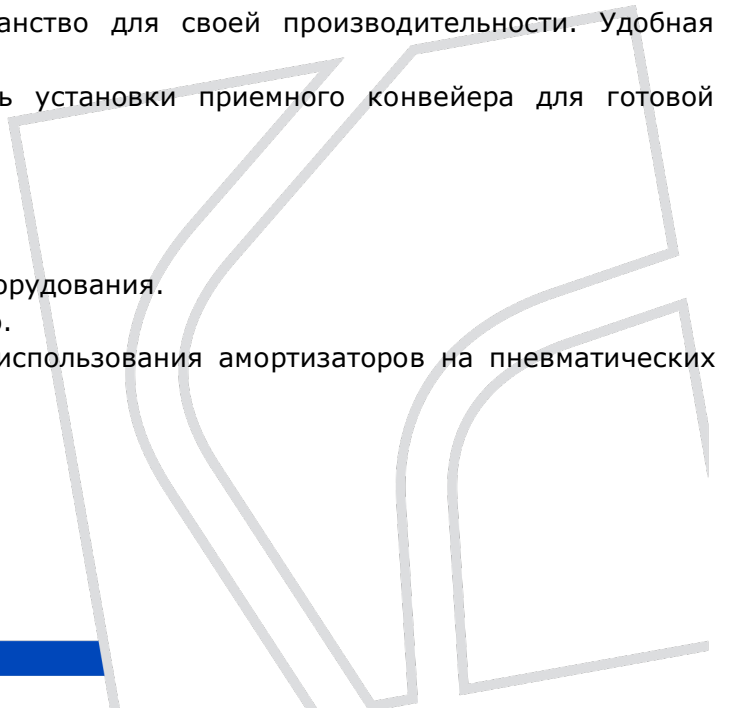 анство для своей производительности. Удобная
ь установки приемного конвейера для готовой
орудования.
о.
использования амортизаторов на пневматических